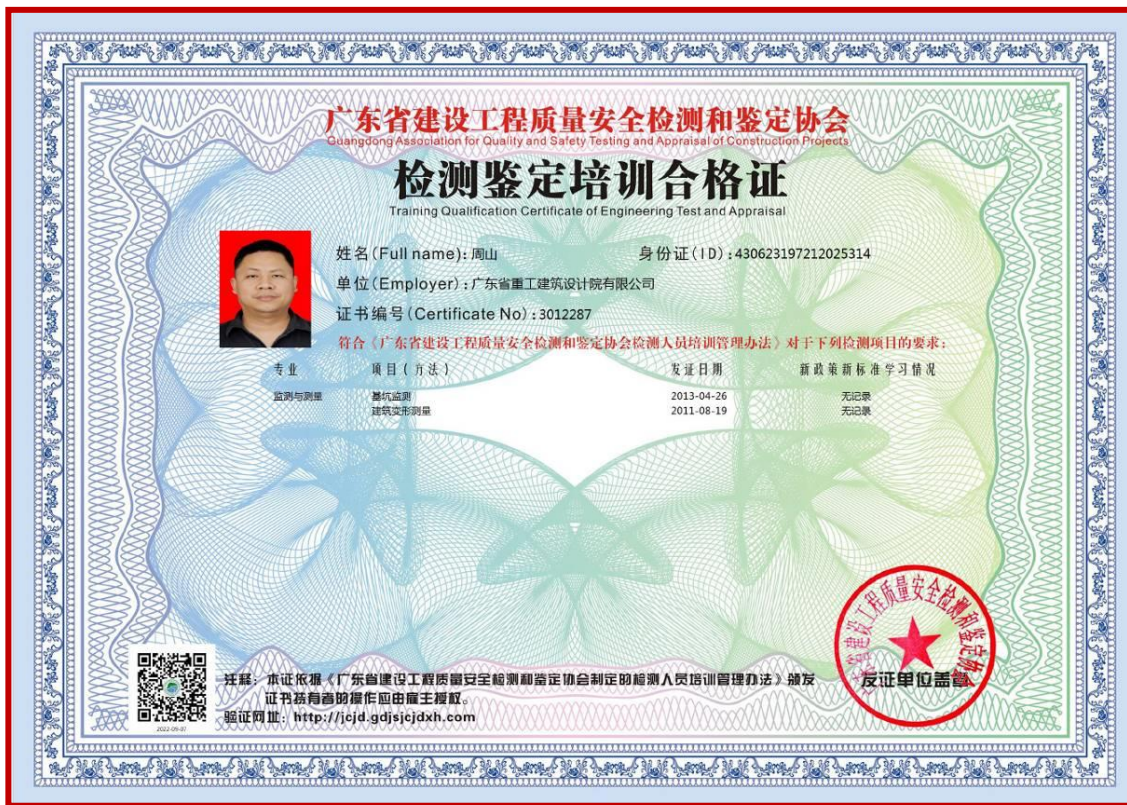 广东省建设工程质量安全检测和鉴定协会
Guangdong Association for Quality and Safety Testing and Appraisal of Construction Projects
检测鉴定培训合格证
Training Qualification Certificate of Engineering Test and Appraisal
姓名(Full name):周山 身份证(ID):430623197212025314
单位(Employer):广东省重工建筑设计院有限公司
证书编号(Certificate No):3012287
符合《广东省建设工程质量安全检测和鉴定协会检测人员培训管理办法》对于下列检测项目的要求:
专业 项目(方法) 发证日期 新政策新标准学习情况
监测与测量 基坑监测 2013-04-26 无记录
建筑变形测量 2011-08-19 无记录
广东省建设工程质量安全检测和鉴定协会
发证单位盖章
注释:本证依据《广东省建设工程质量安全检测和鉴定协会制定的检测人员培训管理办法》颁发
证书持有者的操作应由雇主授权。
验证网址:http://jcjd.gdjsjcjdxh.com
2022-09-07